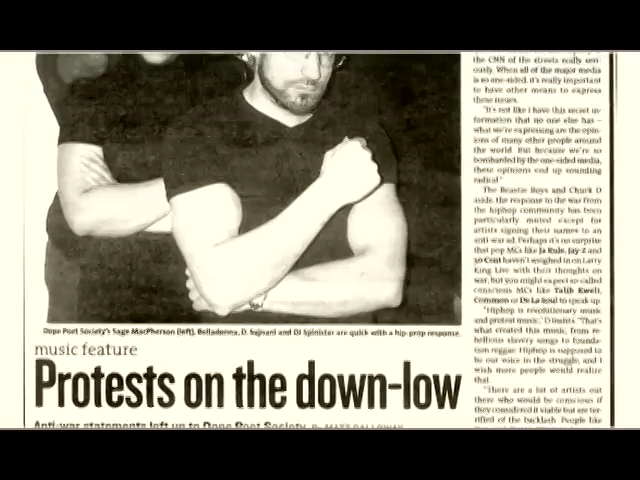 Dope Poet Society's Sage MacPherson (left), Belladonna, D. Sajnani and DJ Spinister are quick with a hip-prop response.
music feature
Protests on the down-low
Anti-war statements left up to Dope Poet Society. By MATT GALLOWAY
the CNN of the streets really seri-
ously. When all of the major media
is so one-sided, it's really important
to have other means to express
these issues.
"It's not like I have this secret in-
formation that no one else has –
what we're expressing are the opin-
ions of many other people around
the world. But because we're so
bombarded by the one-sided media,
these opinions end up sounding
radical."
The Beastie Boys and Chuck D
aside, the response to the war from
the hiphop community has been
particularly muted except for
artists signing their names to an
anti-war ad. Perhaps it's no surprise
that pop MCs like Ja Rule, Jay-Z and
50 Cent haven't weighed in on Larry
King Live with their thoughts on
war, but you might expect so-called
conscious MCs like Talib Kweli,
Common or De La Soul to speak up.
"Hiphop is revolutionary music
and protest music," D insists. "That's
what created this music, from re-
bellious slavery songs to founda-
tion reggae. Hiphop is supposed to
be our voice in the struggle, and I
wish more people would realize
that.
"There are a lot of artists out
there who would be conscious if
they considered it viable but are ter-
rified of the backlash. People like